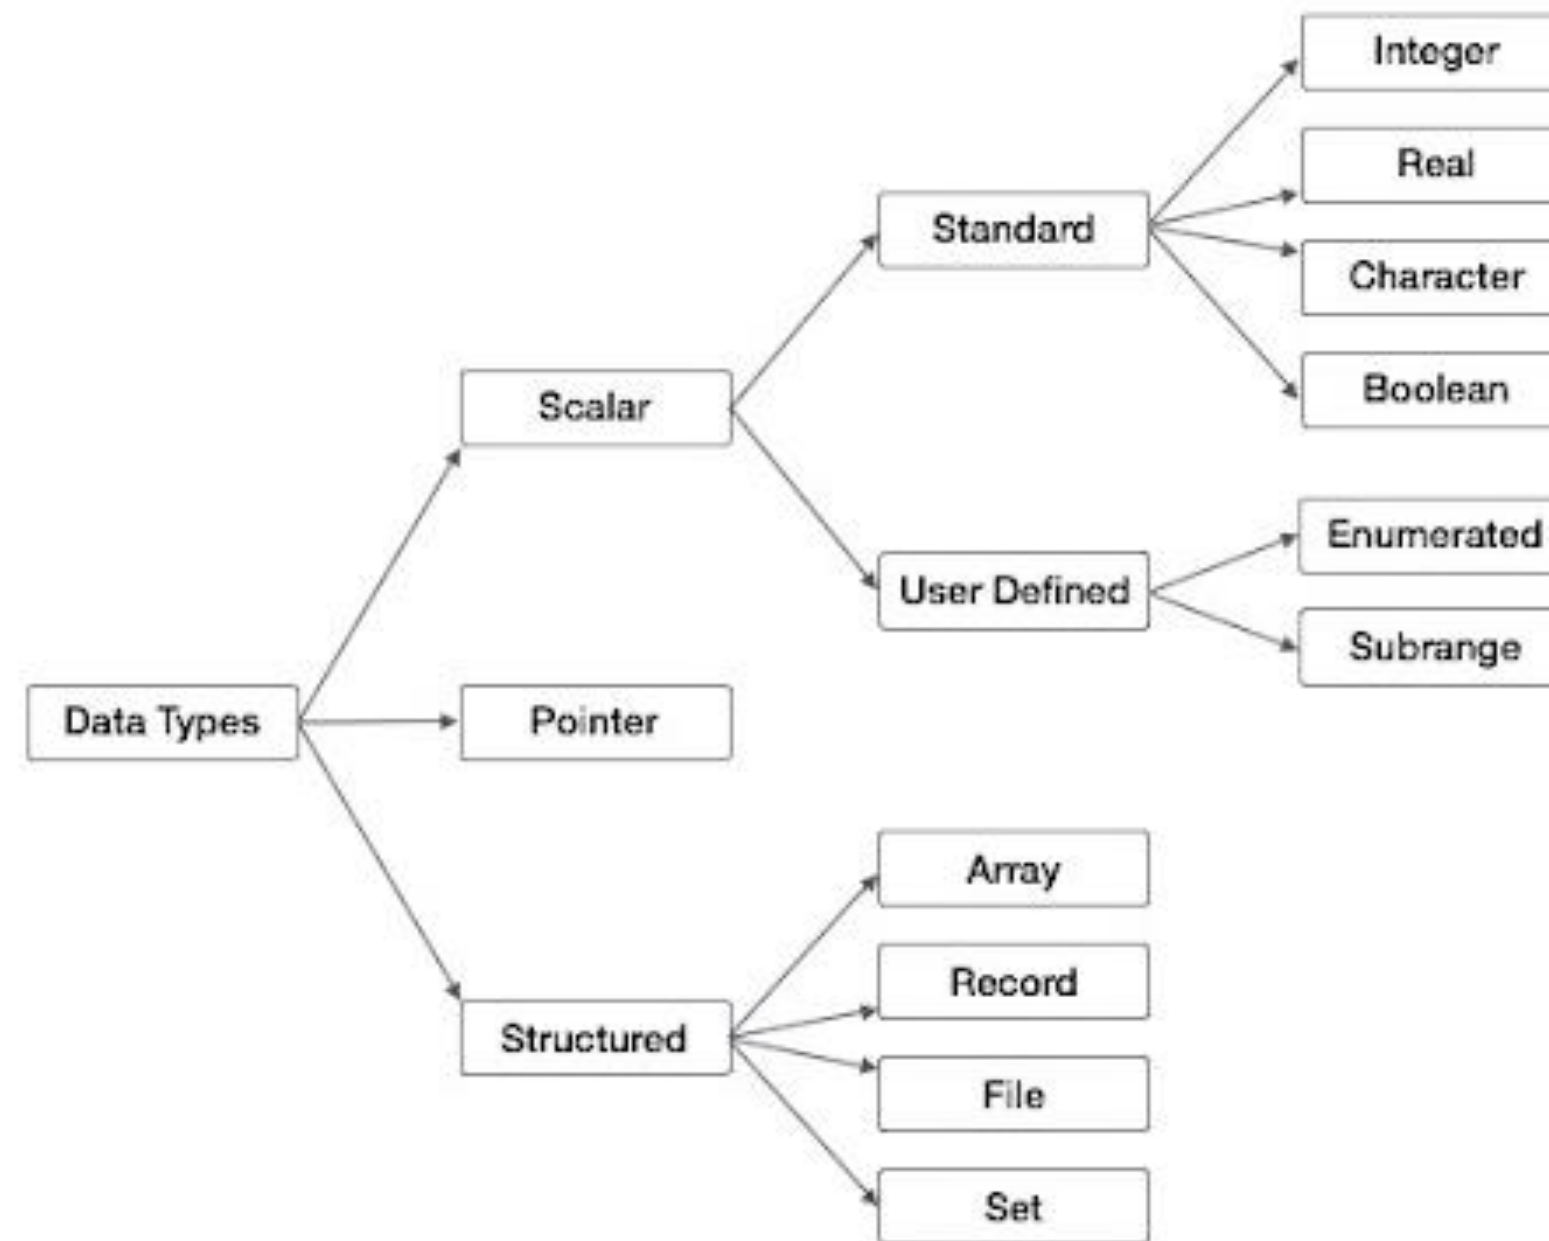 Integer
Real
Standard
Character
Boolean
Scalar
Enumerated
User Defined
Subrange
Data Types
Pointer
Array
Record
Structured
File
Set